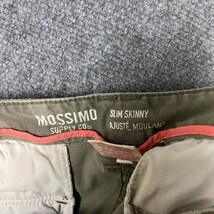 MOSSIMO
SUPPLY CO.
SLIM SKINNY
AJUSTÉ, MOULANT